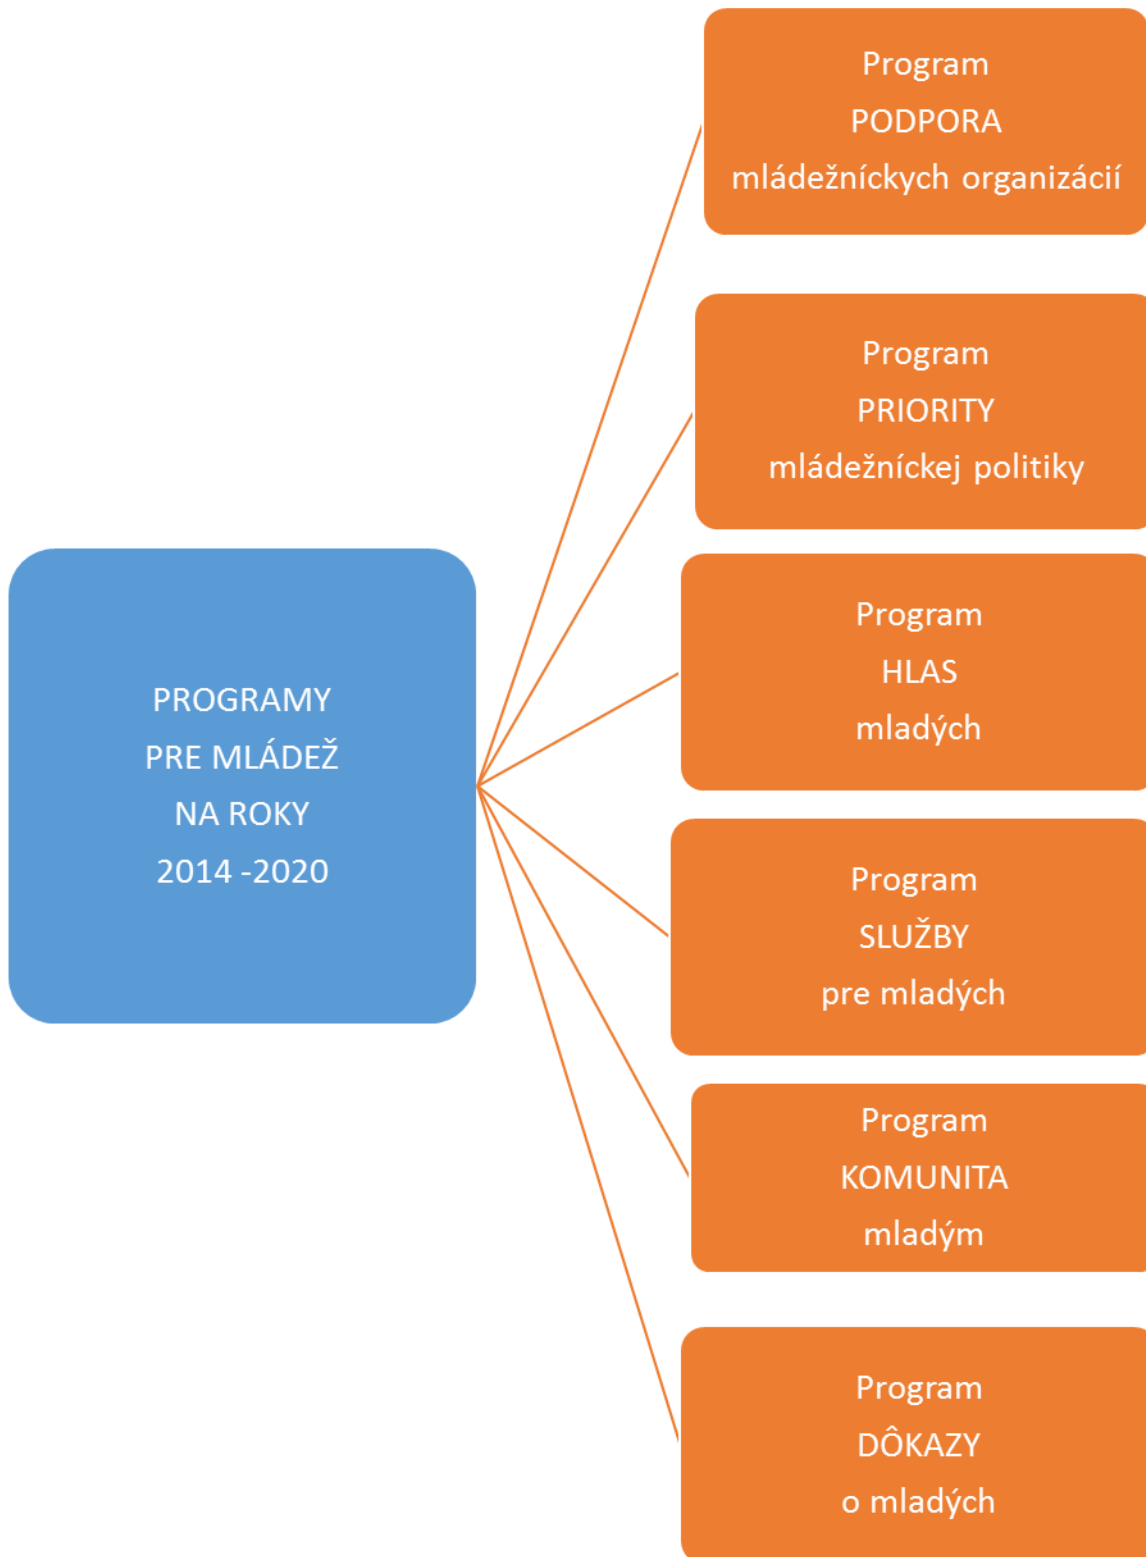 PROGRAMY
PRE MLÁDEŽ
NA ROKY
2014 -2020
Program
PODPORA
mládežníckych organizácií
Program
PRIORITY
mládežníckej politiky
Program
HLAS
mladých
Program
SLUŽBY
pre mladých
Program
KOMUNITA
mladým
Program
DÔKAZY
o mladých